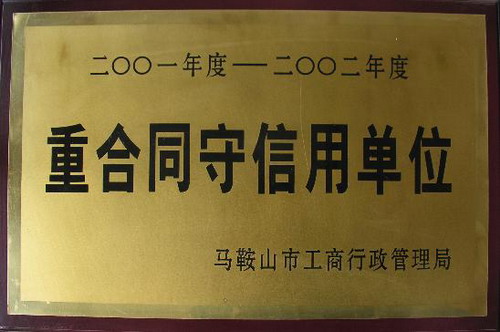 二〇〇一年度—二〇〇二年度
重合同守信用单位
马鞍山市工商行政管理局